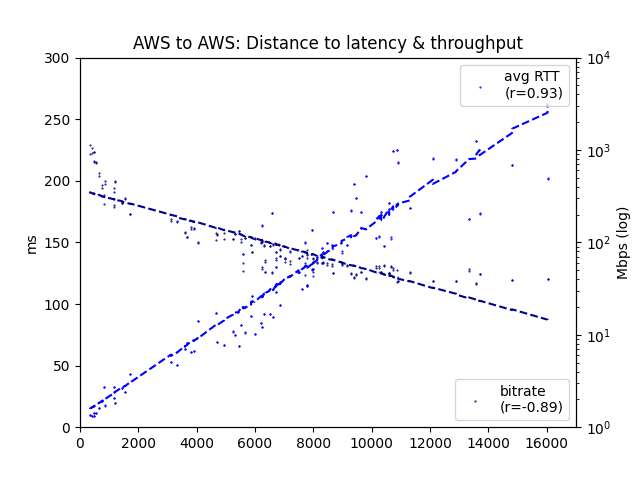 AWS to AWS: Distance to latency & throughput
300
250
200
150
100
50
0
ms
0 2000 4000 6000 8000 10000 12000 14000 16000
10^4
10^3
10^2
10^1
10^0
Mbps (log)
avg RTT
(r=0.93)
bitrate
(r=-0.89)